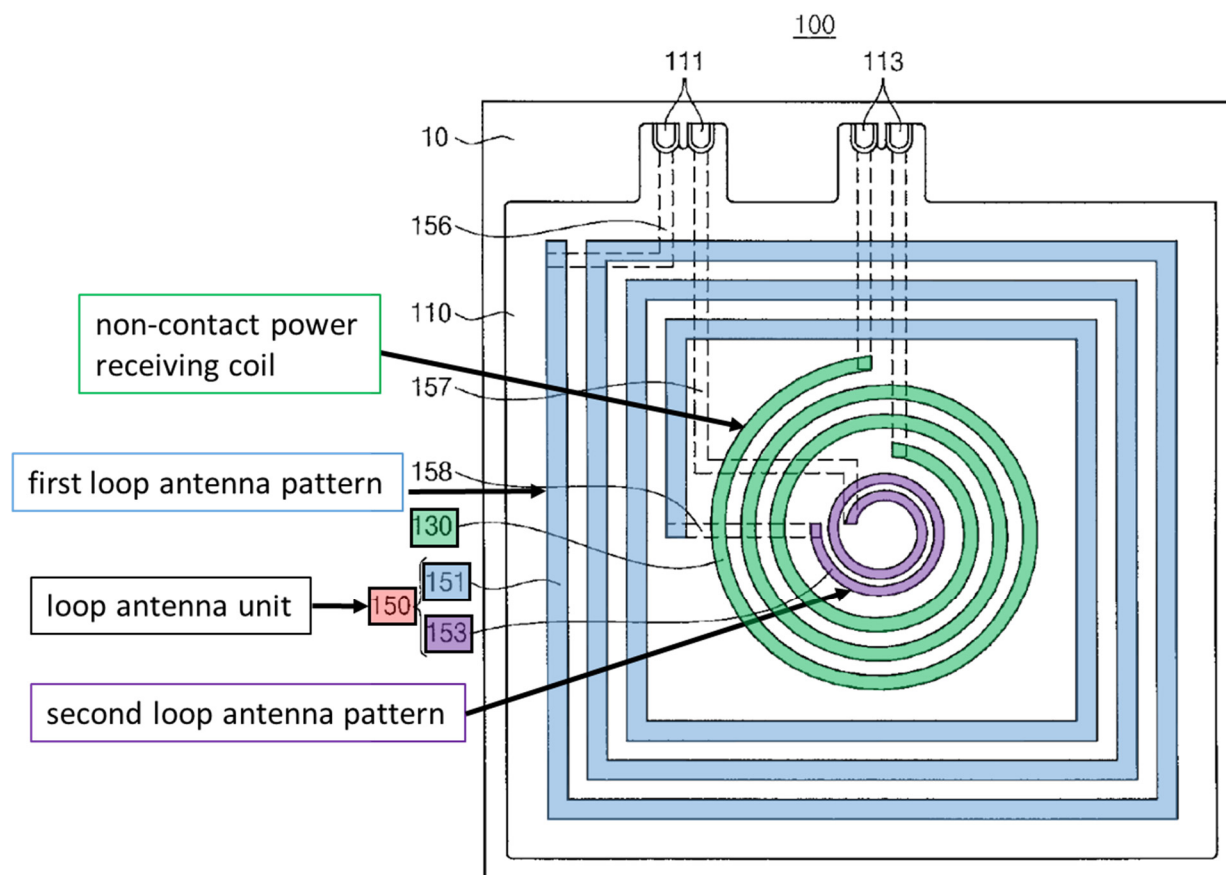 100
111
113
10
156
110
non-contact power
receiving coil
157
158
first loop antenna pattern
130
151
loop antenna unit
150
153
second loop antenna pattern